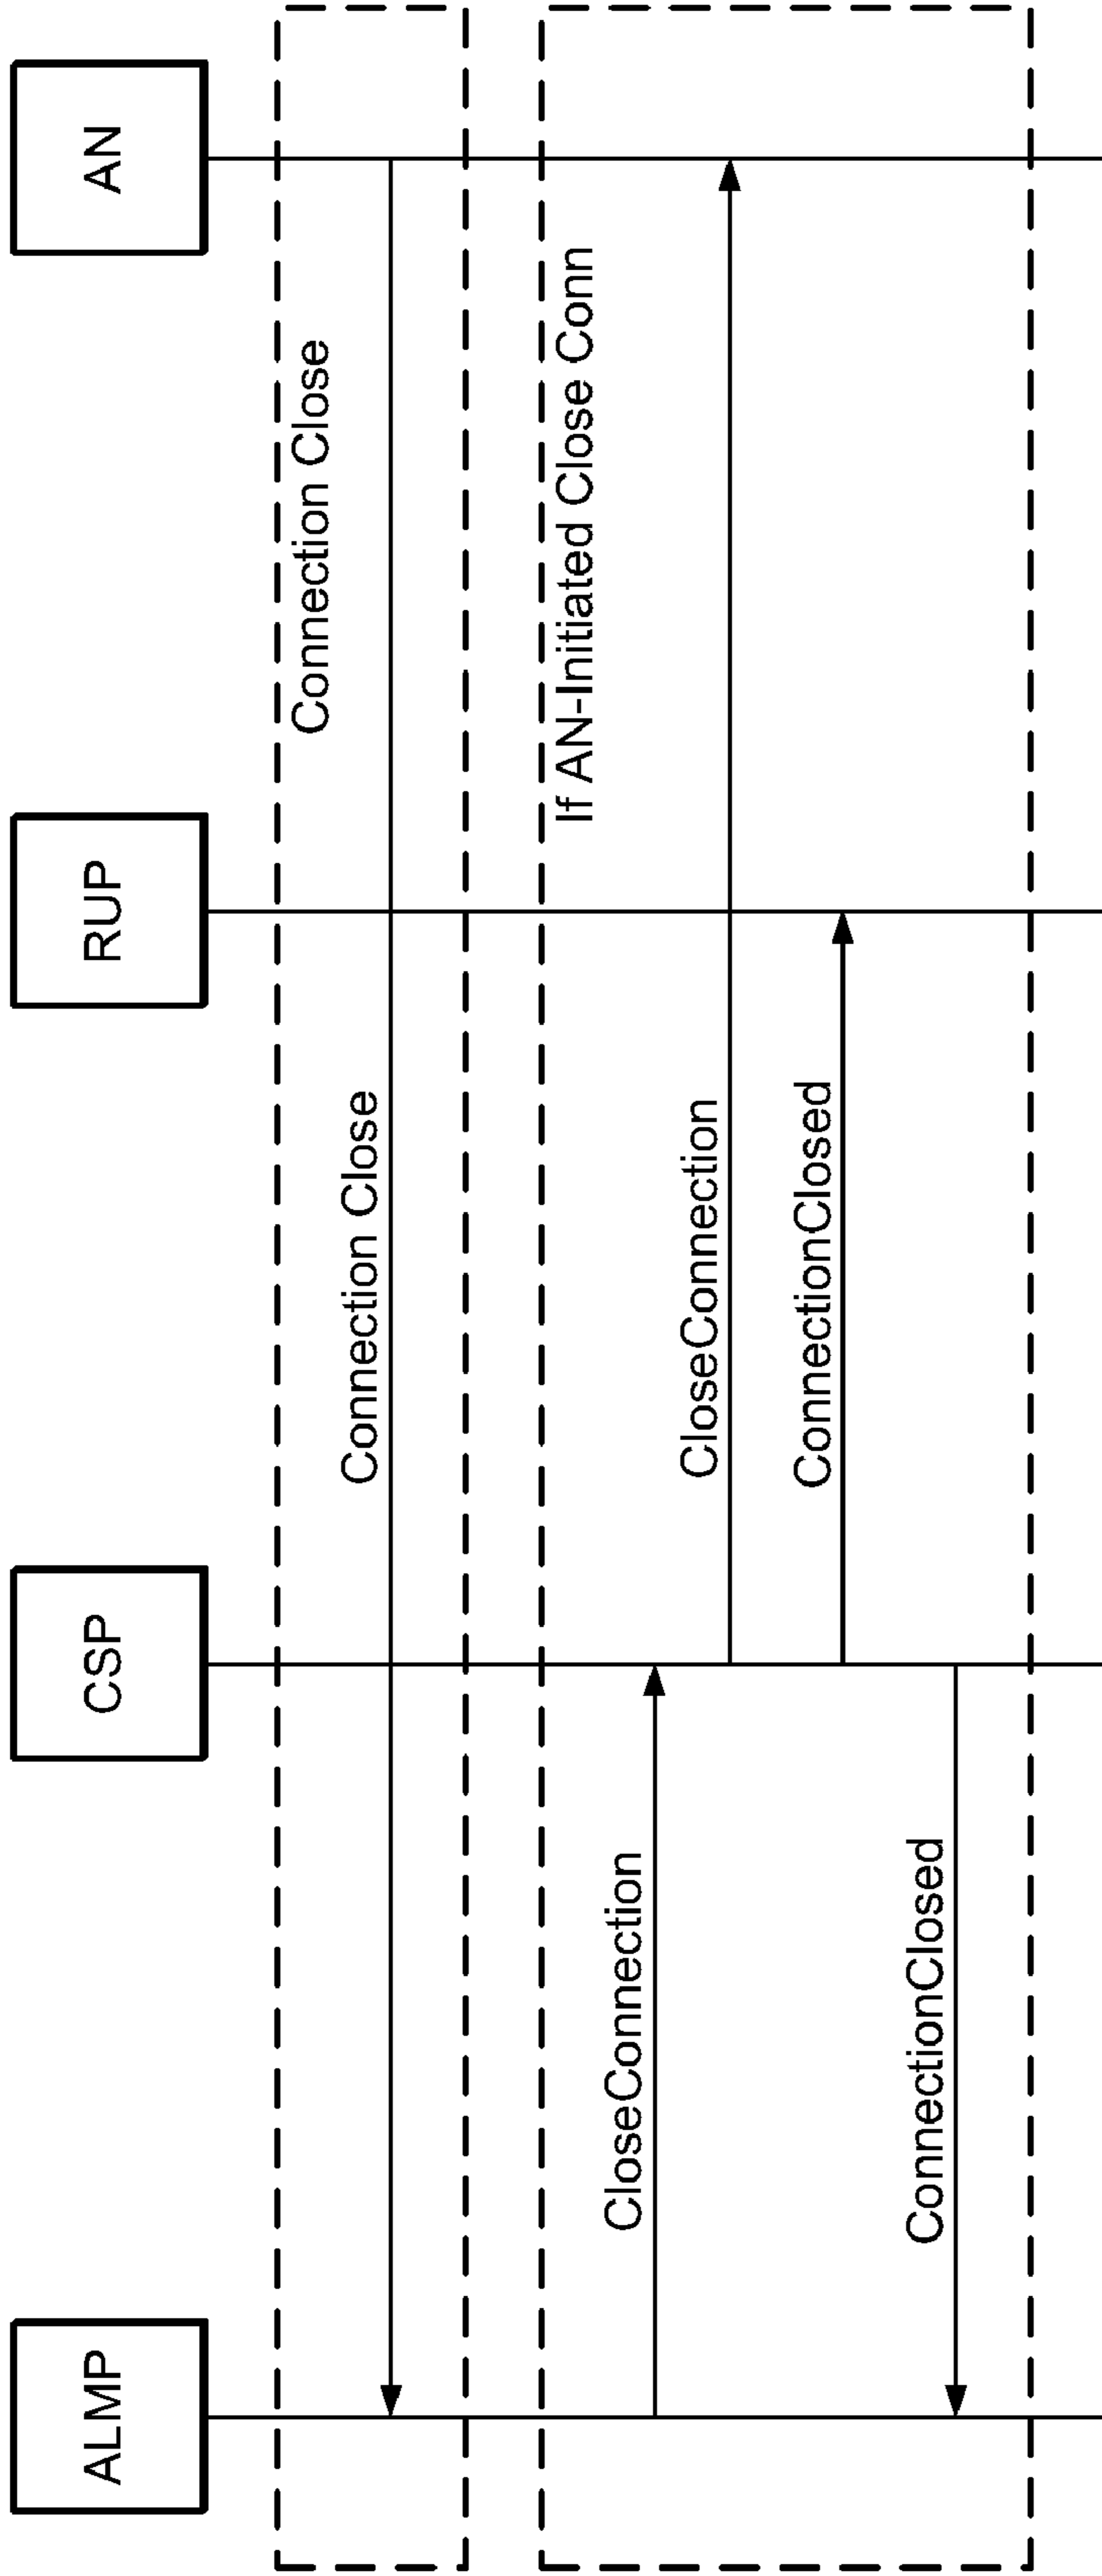 ALMP
CSP
RUP
AN
Connection Close
Connection Close
If AN-Initiated Close Conn
CloseConnection
CloseConnection
ConnectionClosed
ConnectionClosed